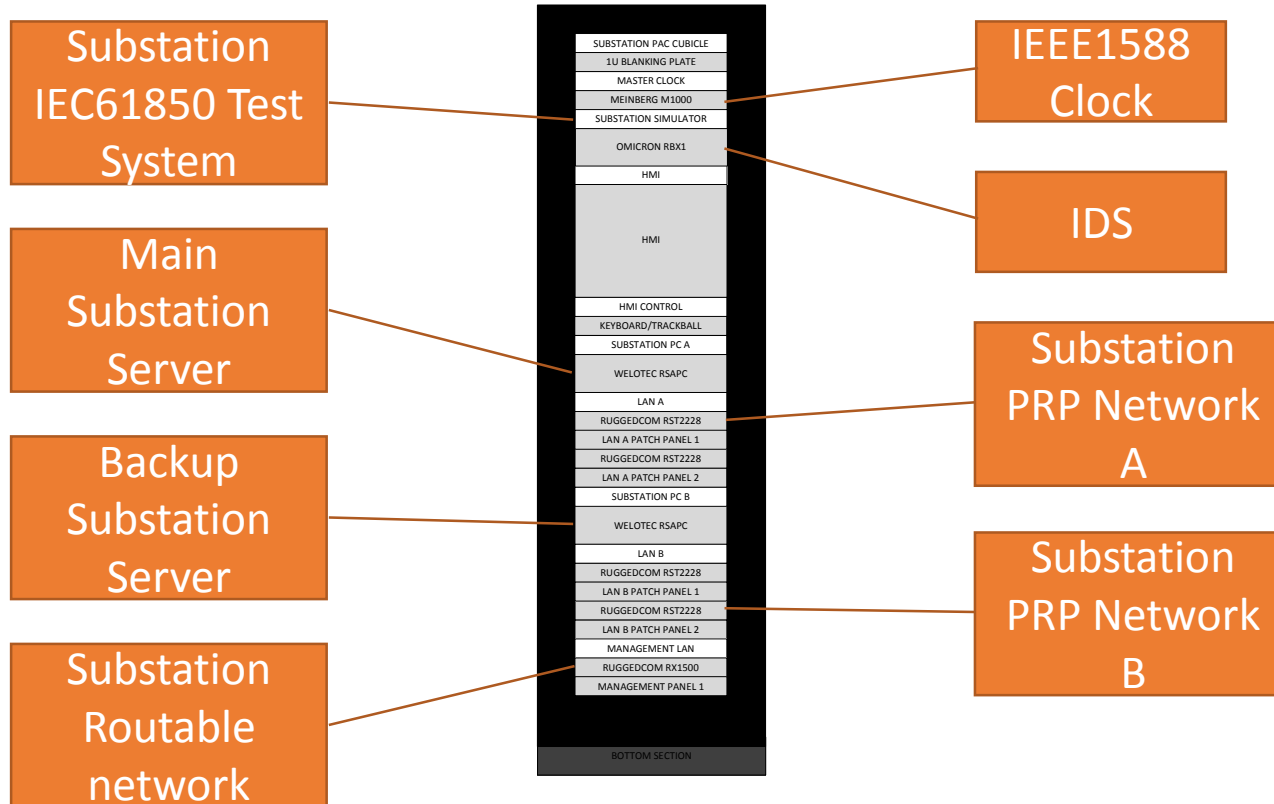 Substation
IEC61850 Test
System
Main
Substation
Server
Backup
Substation
Server
Substation
Routable
network
SUBSTATION PAC CUBICLE
1U BLANKING PLATE
MASTER CLOCK
MEINBERG M1000
SUBSTATION SIMULATOR
OMICRON RBX1
HMI
HMI
HMI CONTROL
KEYBOARD/TRACKBALL
SUBSTATION PC A
WELOTEC RSAPC
LAN A
RUGGEDCOM RST2228
LAN A PATCH PANEL 1
RUGGEDCOM RST2228
LAN A PATCH PANEL 2
SUBSTATION PC B
WELOTEC RSAPC
LAN B
RUGGEDCOM RST2228
LAN B PATCH PANEL 1
RUGGEDCOM RST2228
LAN B PATCH PANEL 2
MANAGEMENT LAN
RUGGEDCOM RX1500
MANAGEMENT PANEL 1
BOTTOM SECTION
IEEE1588
Clock
IDS
Substation
PRP Network
A
Substation
PRP Network
B